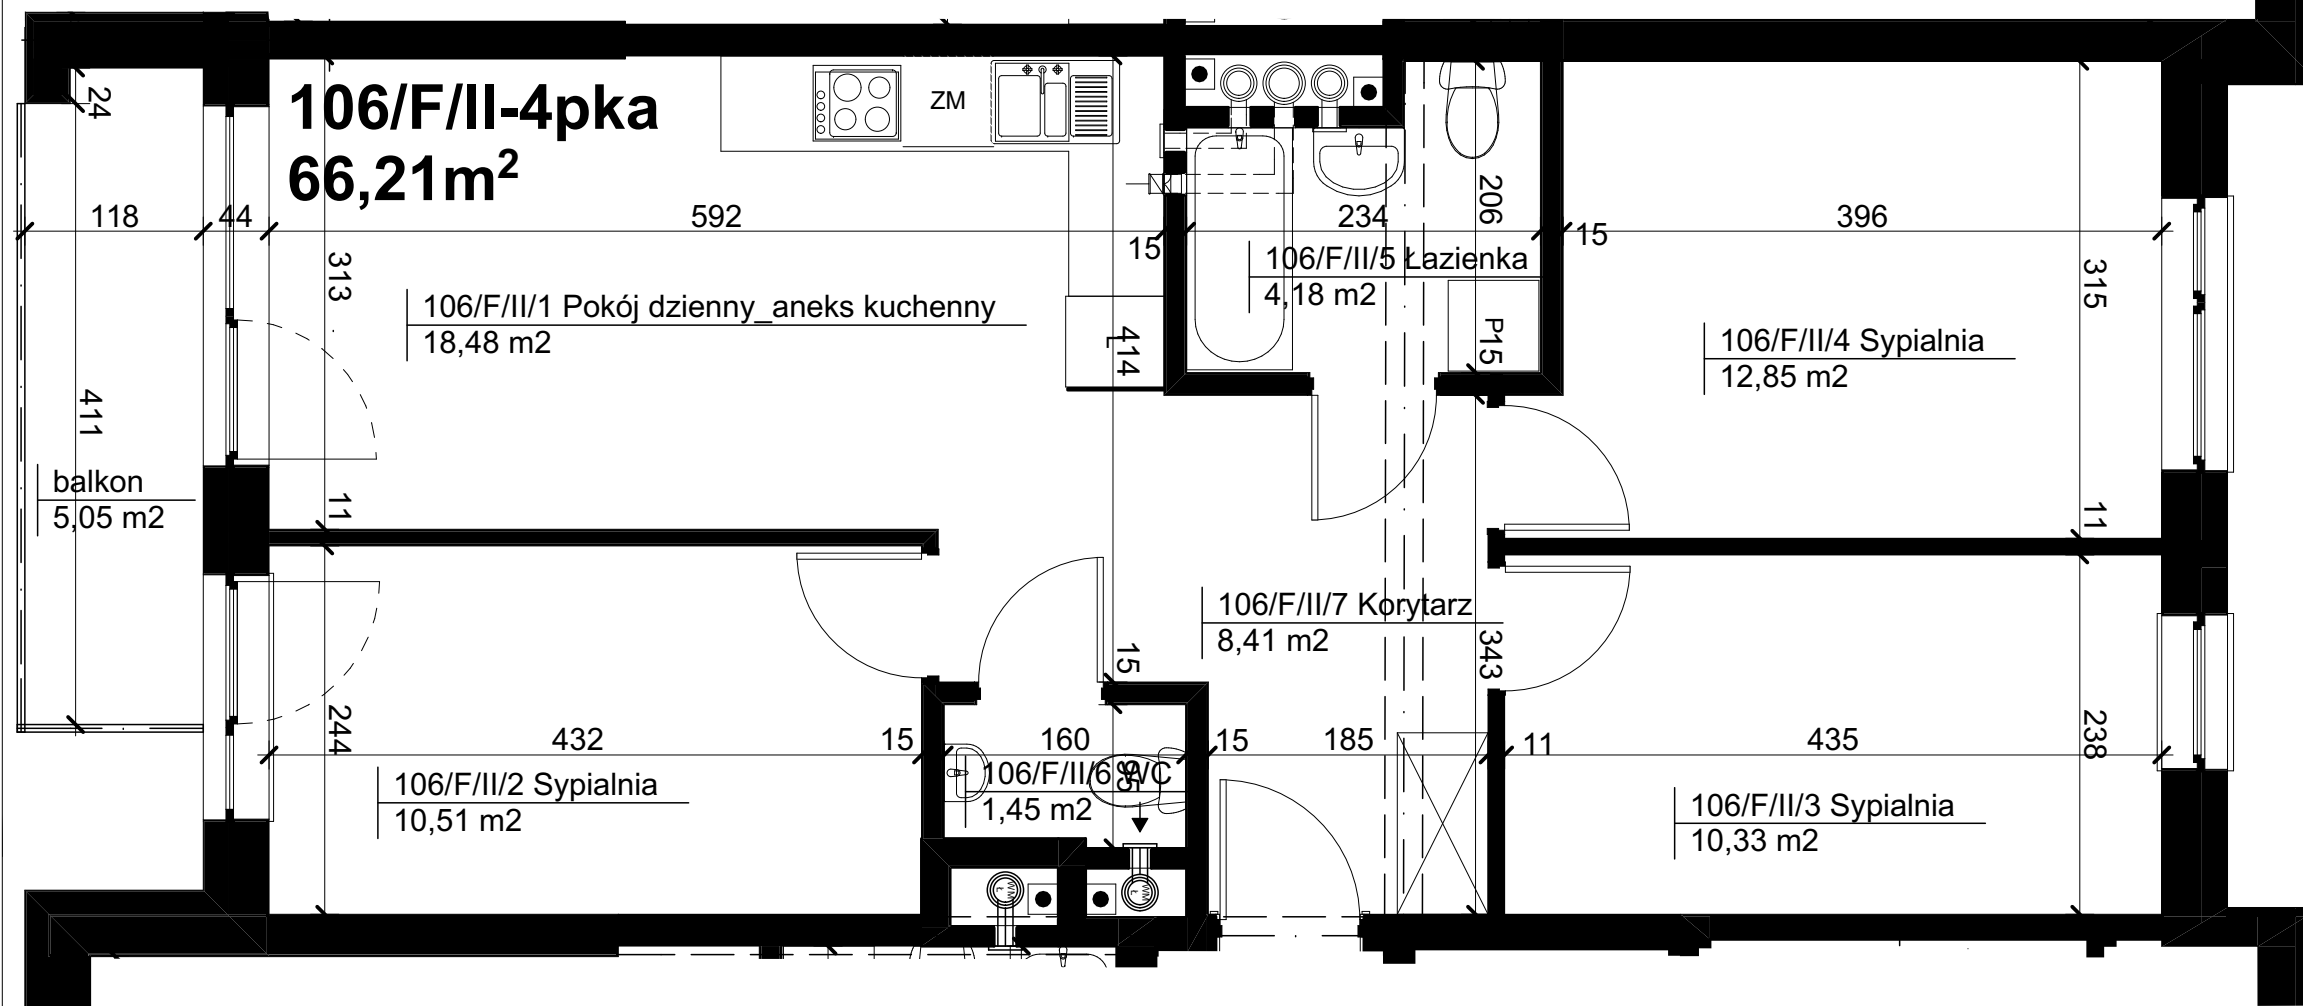 106/F/II-4pka
66,21m²
ZM
24
118
44
592
15
234
206
15
396
313
315
106/F/II/1 Pokój dzienny_aneks kuchenny
18,48 m2
414
L
106/F/II/5 Łazienka
4,18 m2
P15
106/F/II/4 Sypialnia
12,85 m2
411
balkon
5,05 m2
11
11
106/F/II/7 Korytarz
8,41 m2
15
343
244
432
15
160
15
185
11
435
238
106/F/II/2 Sypialnia
10,51 m2
106/F/II/6 WC
1,45 m2
95
106/F/II/3 Sypialnia
10,33 m2